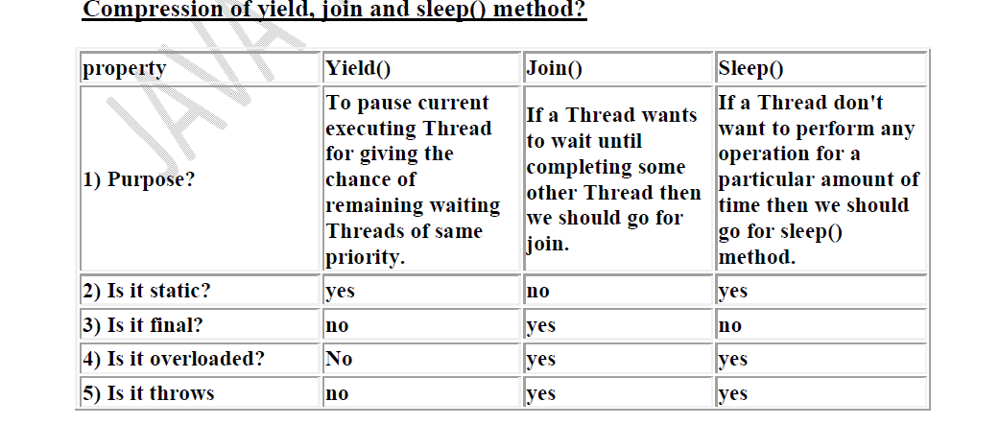 Compression of yield, join and sleep() method?
JAVA
property
Yield()
Join()
Sleep()
1) Purpose?
To pause current
executing Thread
for giving the
chance of
remaining waiting
Threads of same
priority.
If a Thread wants
to wait until
completing some
other Thread then
we should go for
join.
If a Thread don't
want to perform any
operation for a
particular amount of
time then we should
go for sleep()
method.
2) Is it static?
yes
no
yes
3) Is it final?
no
yes
no
4) Is it overloaded?
No
yes
yes
5) Is it throws
no
yes
yes